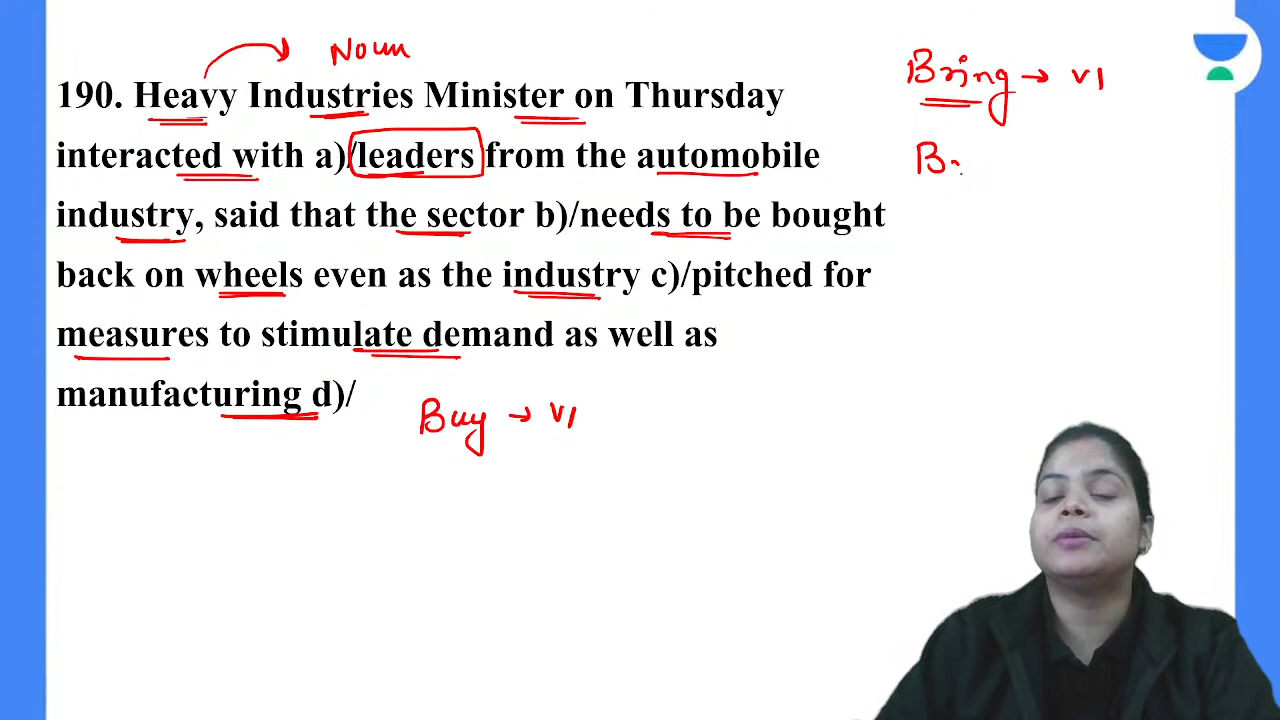 Noun
190. Heavy Industries Minister on Thursday
interacted with a)/leaders from the automobile
industry, said that the sector b)/needs to be bought
back on wheels even as the industry c)/pitched for
measures to stimulate demand as well as
manufacturing d)/
Buy → V1
Bring → V1
Br